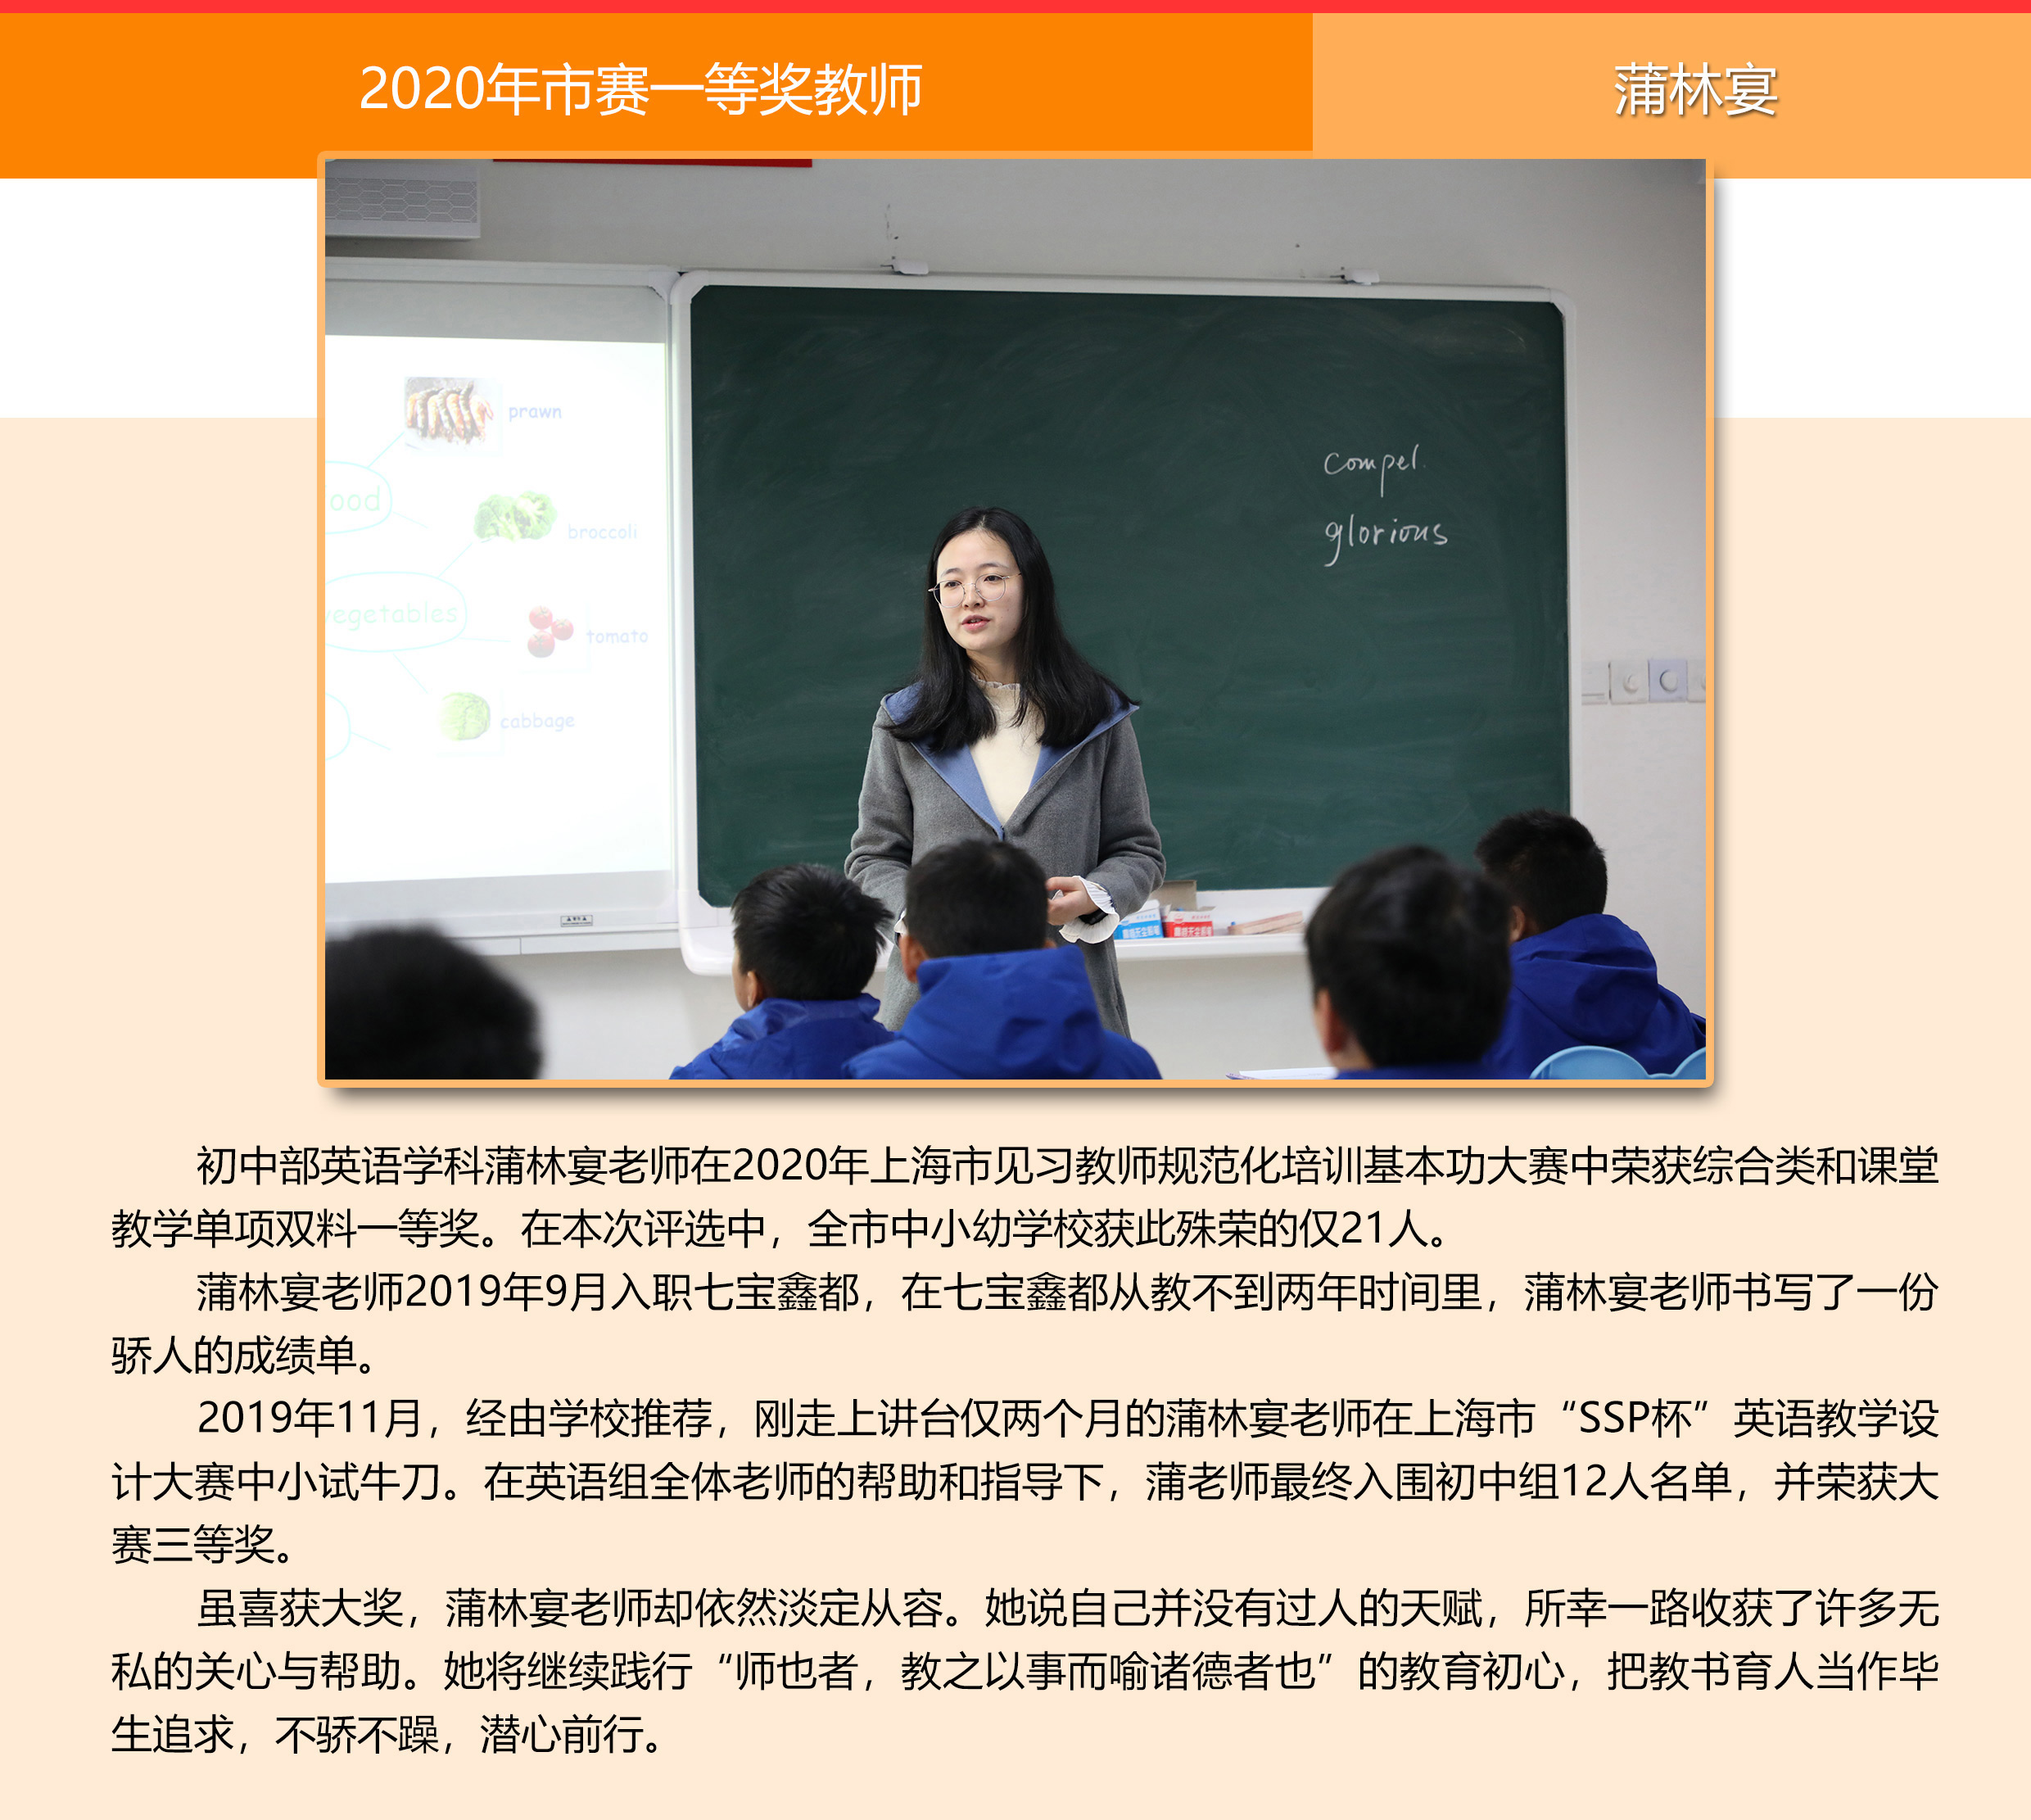 2020年市赛一等奖教师
蒲林宴
prawn
ood
broccoli
vegetables
tomato
cabbage
compel
glorious
初中部英语学科蒲林宴老师在2020年上海市见习教师规范化培训基本功大赛中荣获综合类和课堂
教学单项双料一等奖。在本次评选中，全市中小幼学校获此殊荣的仅21人。
蒲林宴老师2019年9月入职七宝鑫都，在七宝鑫都从教不到两年时间里，蒲林宴老师书写了一份
骄人的成绩单。
2019年11月，经由学校推荐，刚走上讲台仅两个月的蒲林宴老师在上海市“SSP杯”英语教学设
计大赛中小试牛刀。在英语组全体老师的帮助和指导下，蒲老师最终入围初中组12人名单，并荣获大
赛三等奖。
虽喜获大奖，蒲林宴老师却依然淡定从容。她说自己并没有过人的天赋，所幸一路收获了许多无
私的关心与帮助。她将继续践行“师也者，教之以事而喻诸德者也”的教育初心，把教书育人当作毕
生追求，不骄不躁，潜心前行。